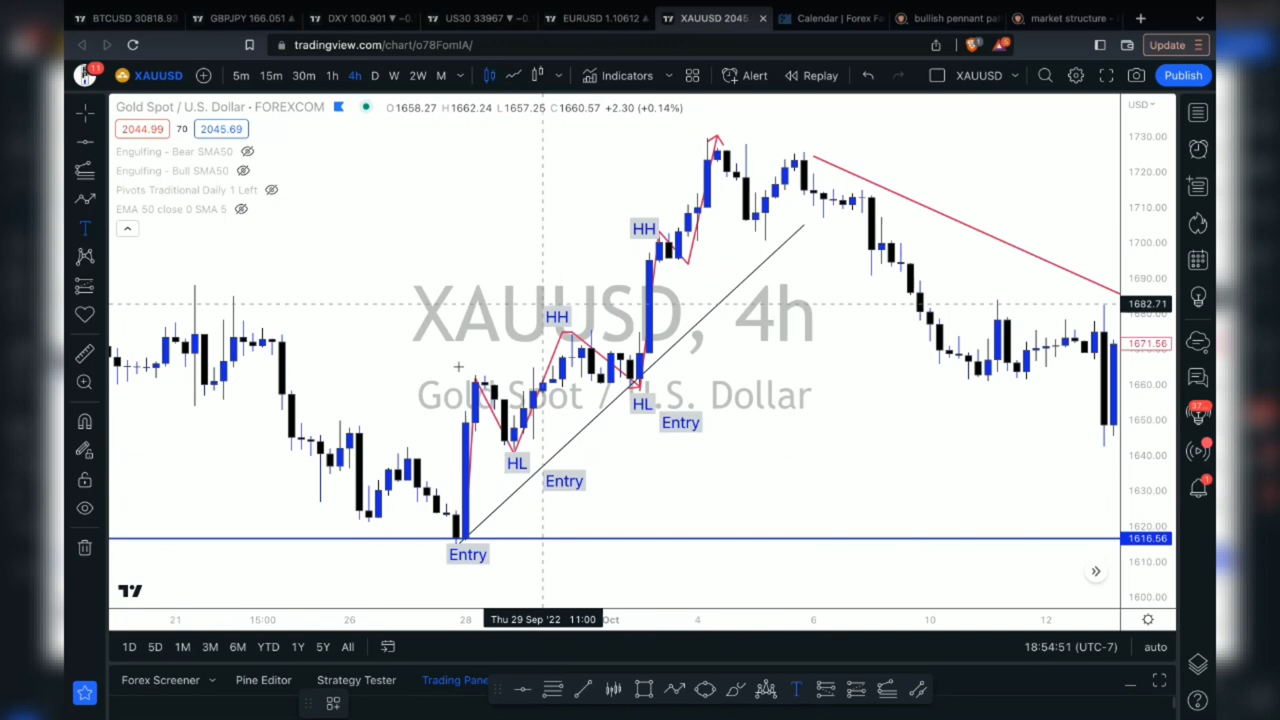 BTCUSD 30818.93
GBPJPY 166.051
DXY 100.901 ▼ −0.
US30 33967 ▼ −0.
EURUSD 1.10612
XAUUSD 2045
Calendar | Forex Fa
bullish pennant pa
market structure -
tradingview.com/chart/o78FomIA/
Update
11
XAUUSD
5m 15m 30m 1h 4h D W 2W M
Indicators
Alert
Replay
XAUUSD
Publish
Gold Spot / U.S. Dollar · FOREXCOM
O1658.27 H1662.24 L1657.25 C1660.57 +2.30 (+0.14%)
USD
2044.99 70 2045.69
Engulfing - Bear SMA50
Engulfing - Bull SMA50
Pivots Traditional Daily 1 Left
EMA 50 close 0 SMA 5
XAUUSD, 4h
Gold Spot / U.S. Dollar
HH
HH
HL
Entry
HL
Entry
Entry
1730.00
1720.00
1710.00
1700.00
1690.00
1682.71
1671.56
1660.00
1650.00
1640.00
1630.00
1620.00
1616.56
1610.00
1600.00
21 15:00 26 28 Thu 29 Sep '22 11:00 Oct 4 6 10 12
1D 5D 1M 3M 6M YTD 1Y 5Y All
18:54:51 (UTC-7)
auto
Forex Screener
Pine Editor
Strategy Tester
Trading Pane